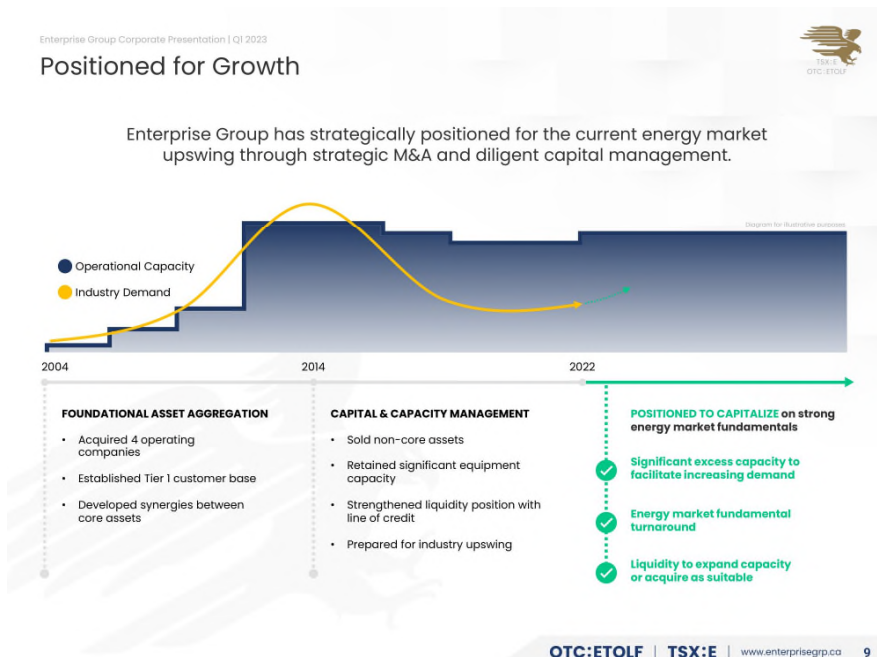 Enterprise Group Corporate Presentation | Q1 2023
Positioned for Growth
TSX:E
OTC:ETOLF
Enterprise Group has strategically positioned for the current energy market
upswing through strategic M&A and diligent capital management.
Diagram for illustrative purposes.
Operational Capacity
Industry Demand
2004
2014
2022
FOUNDATIONAL ASSET AGGREGATION
• Acquired 4 operating
companies
• Established Tier 1 customer base
• Developed synergies between
core assets
CAPITAL & CAPACITY MANAGEMENT
• Sold non-core assets
• Retained significant equipment
capacity
• Strengthened liquidity position with
line of credit
• Prepared for industry upswing
POSITIONED TO CAPITALIZE on strong
energy market fundamentals
Significant excess capacity to
facilitate increasing demand
Energy market fundamental
turnaround
Liquidity to expand capacity
or acquire as suitable
OTC:ETOLF | TSX:E | www.enterprisegrp.ca 9